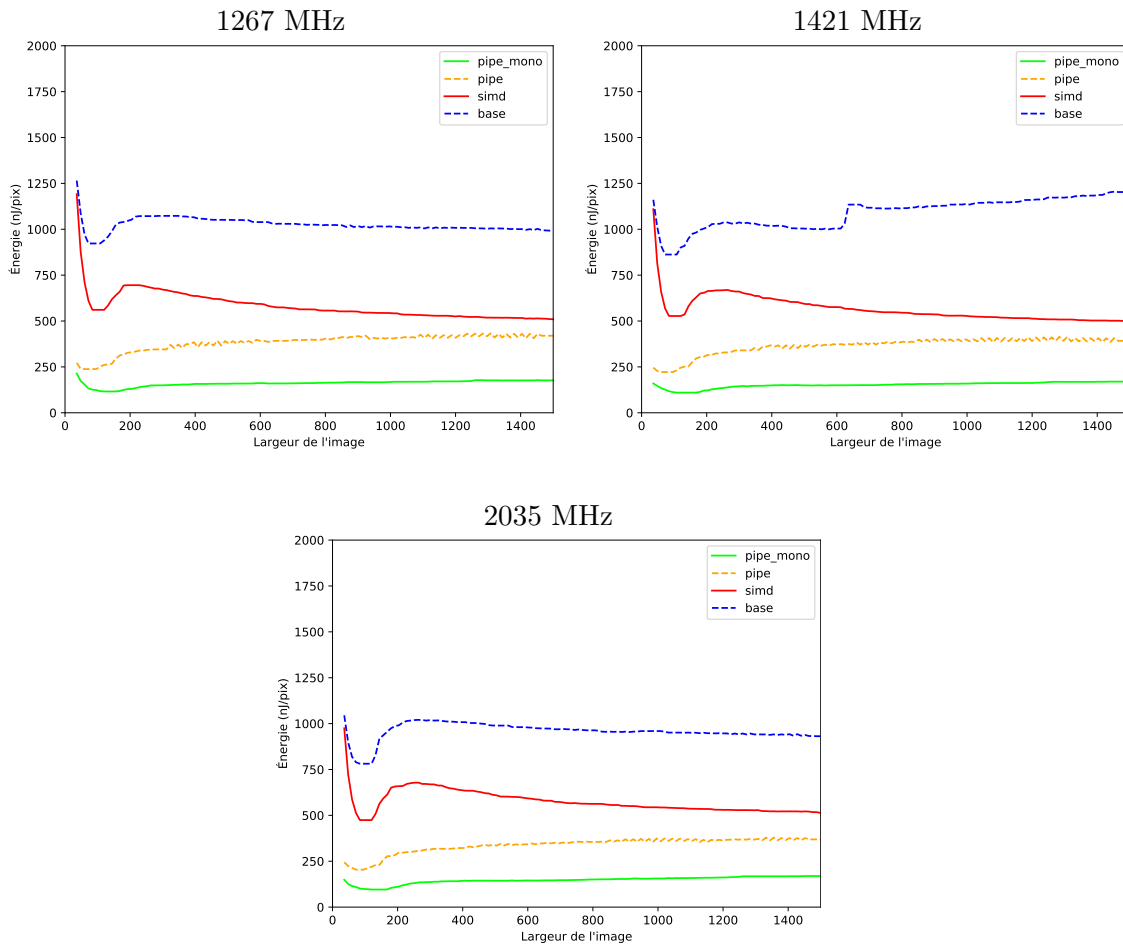 1267 MHz
2000
1750
1500
1250
1000
750
500
250
0
Énergie (nJ/pix)
0 200 400 600 800 1000 1200 1400
Largeur de l'image
pipe_mono
pipe
simd
base
1421 MHz
2000
1750
1500
1250
1000
750
500
250
0
Énergie (nJ/pix)
0 200 400 600 800 1000 1200 1400
Largeur de l'image
pipe_mono
pipe
simd
base
2035 MHz
2000
1750
1500
1250
1000
750
500
250
0
Énergie (nJ/pix)
0 200 400 600 800 1000 1200 1400
Largeur de l'image
pipe_mono
pipe
simd
base